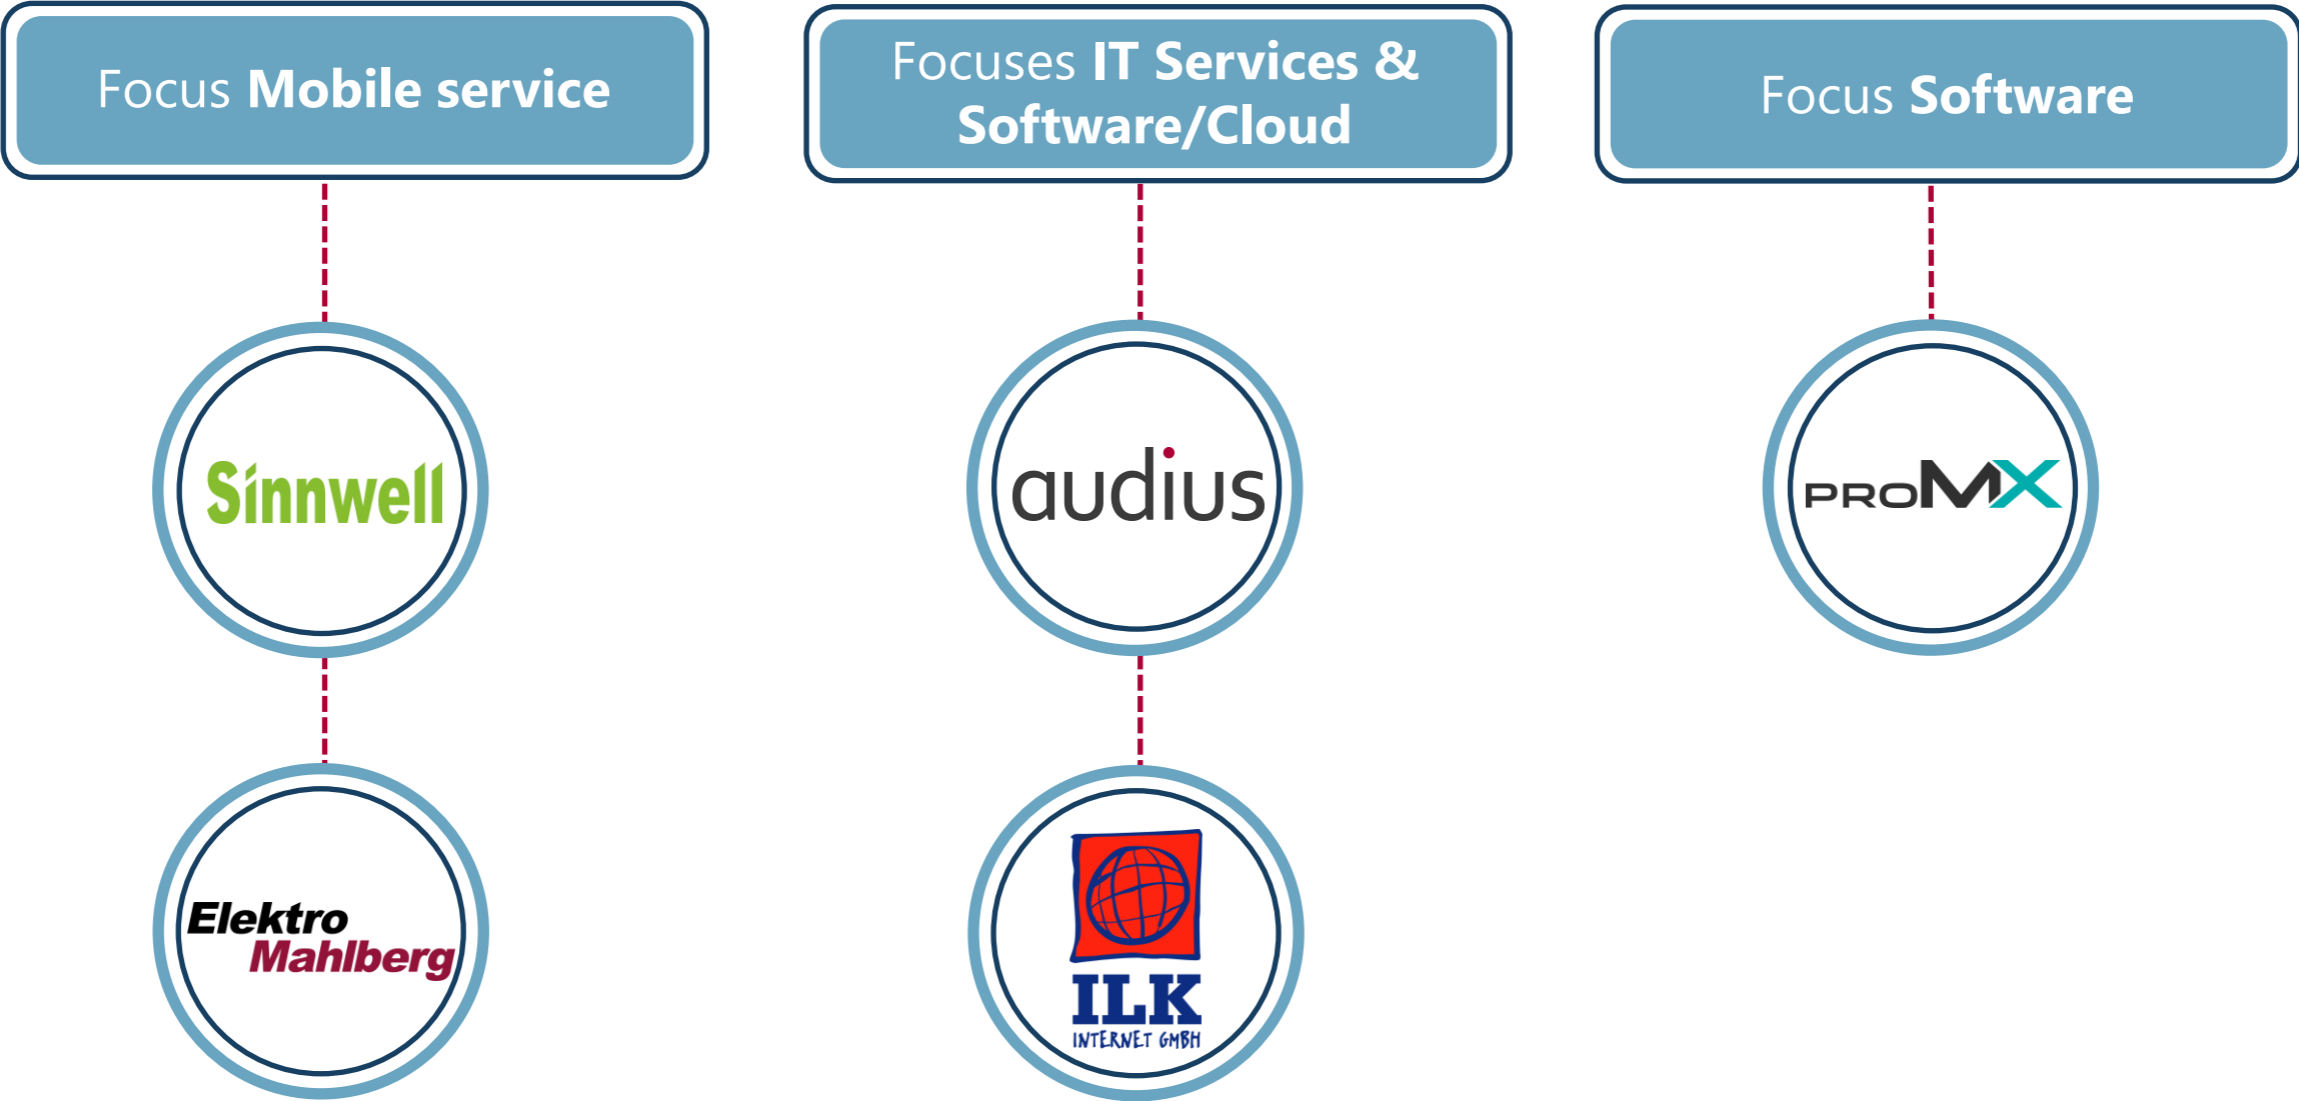 Focus Mobile service
Focuses IT Services &
Software/Cloud
Focus Software
Sinnwell
audius
PROMX
Elektro
Mahlberg
ILK
INTERNET GMBH